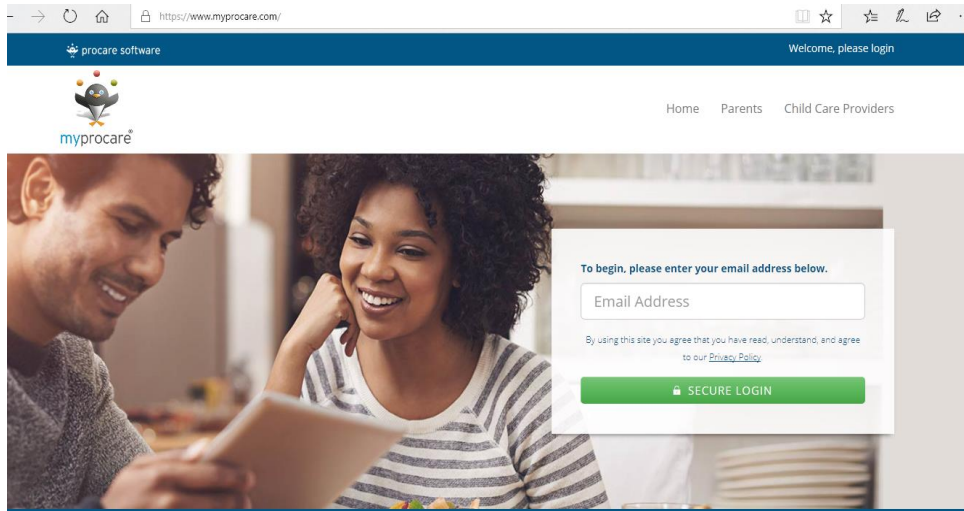 https://www.myprocare.com/
procare software
Welcome, please login
myprocare®
Home Parents Child Care Providers
To begin, please enter your email address below.
Email Address
By using this site you agree that you have read, understand, and agree
to our Privacy Policy.
SECURE LOGIN